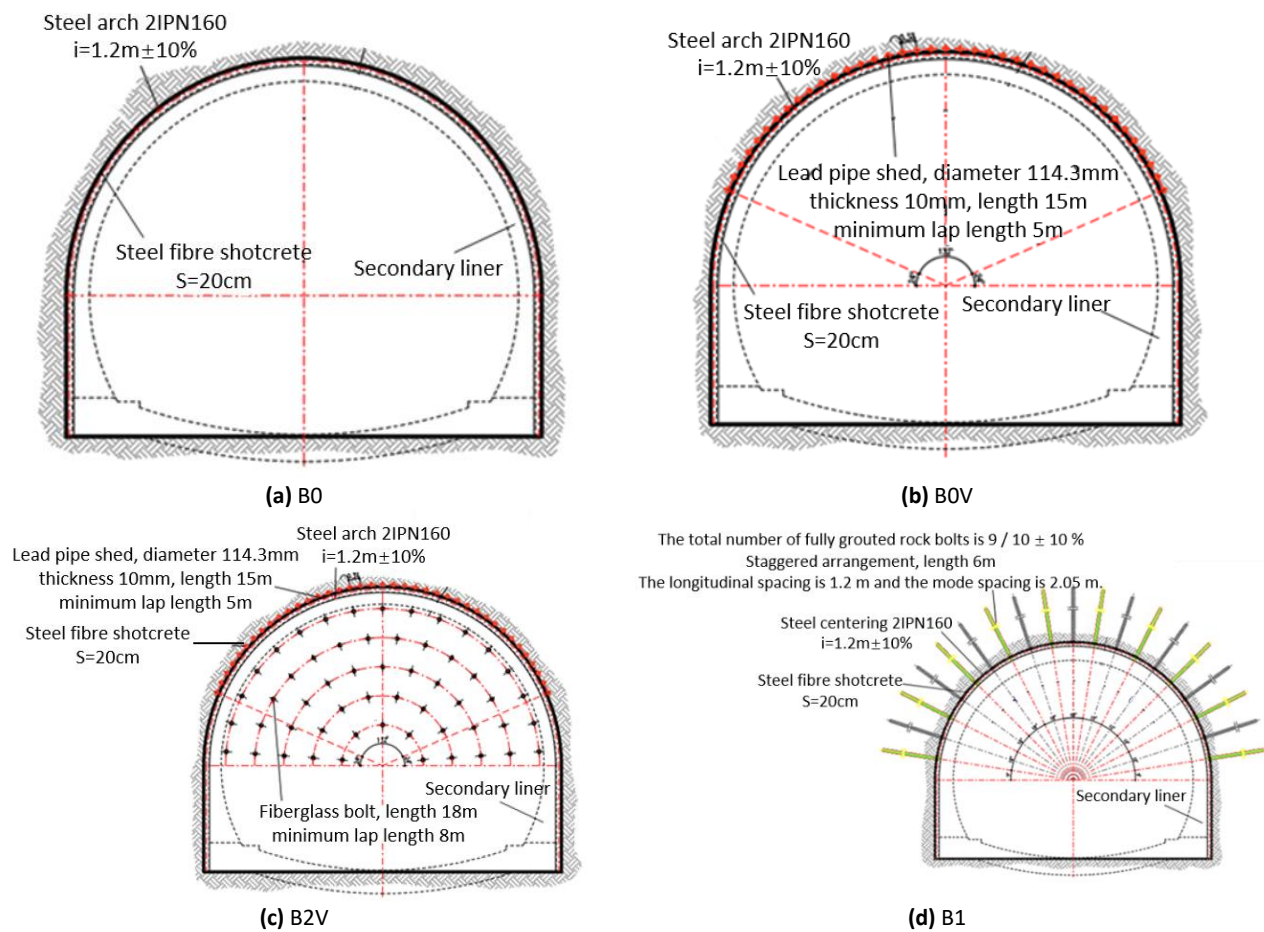 Steel arch 2IPN160
i=1.2m±10%
Steel fibre shotcrete
S=20cm
Secondary liner
(a) B0
Steel arch 2IPN160
i=1.2m±10%
Lead pipe shed, diameter 114.3mm
thickness 10mm, length 15m
minimum lap length 5m
Steel fibre shotcrete
S=20cm
Secondary liner
(b) B0V
Steel arch 2IPN160
i=1.2m±10%
Lead pipe shed, diameter 114.3mm
thickness 10mm, length 15m
minimum lap length 5m
Steel fibre shotcrete
S=20cm
Secondary liner
Fiberglass bolt, length 18m
minimum lap length 8m
(c) B2V
The total number of fully grouted rock bolts is 9 / 10 ± 10 %
Staggered arrangement, length 6m
The longitudinal spacing is 1.2 m and the mode spacing is 2.05 m.
Steel centering 2IPN160
i=1.2m±10%
Steel fibre shotcrete
S=20cm
Secondary liner
(d) B1